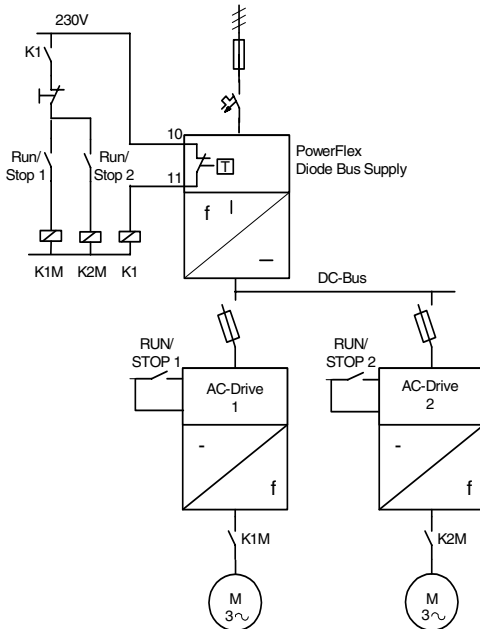 230V
K1
10
PowerFlex
Diode Bus Supply
T
Run/
Stop 1
Run/
Stop 2
11
f I
–
K1M
K2M
K1
DC-Bus
RUN/
STOP 1
AC-Drive
1
RUN/
STOP 2
AC-Drive
2
-
f
-
f
K1M
K2M
M
3~
M
3~